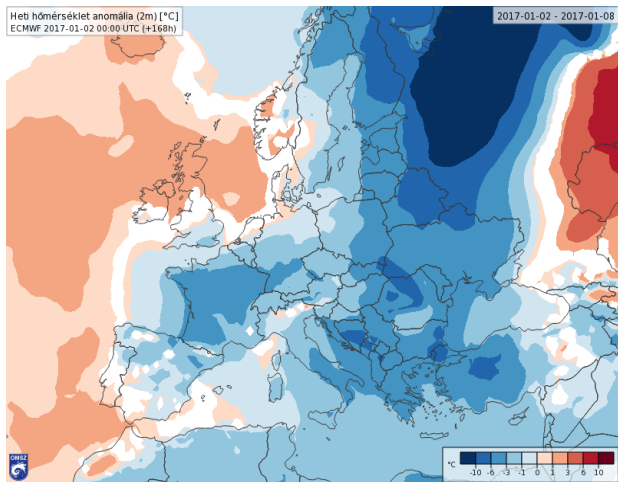 Heti hőmérséklet anomália (2m) [°C]
ECMWF 2017-01-02 00:00 UTC (+168h)
2017-01-02 - 2017-01-08
°C
-10 -6 -3 -1 0 1 3 6 10
OMSZ